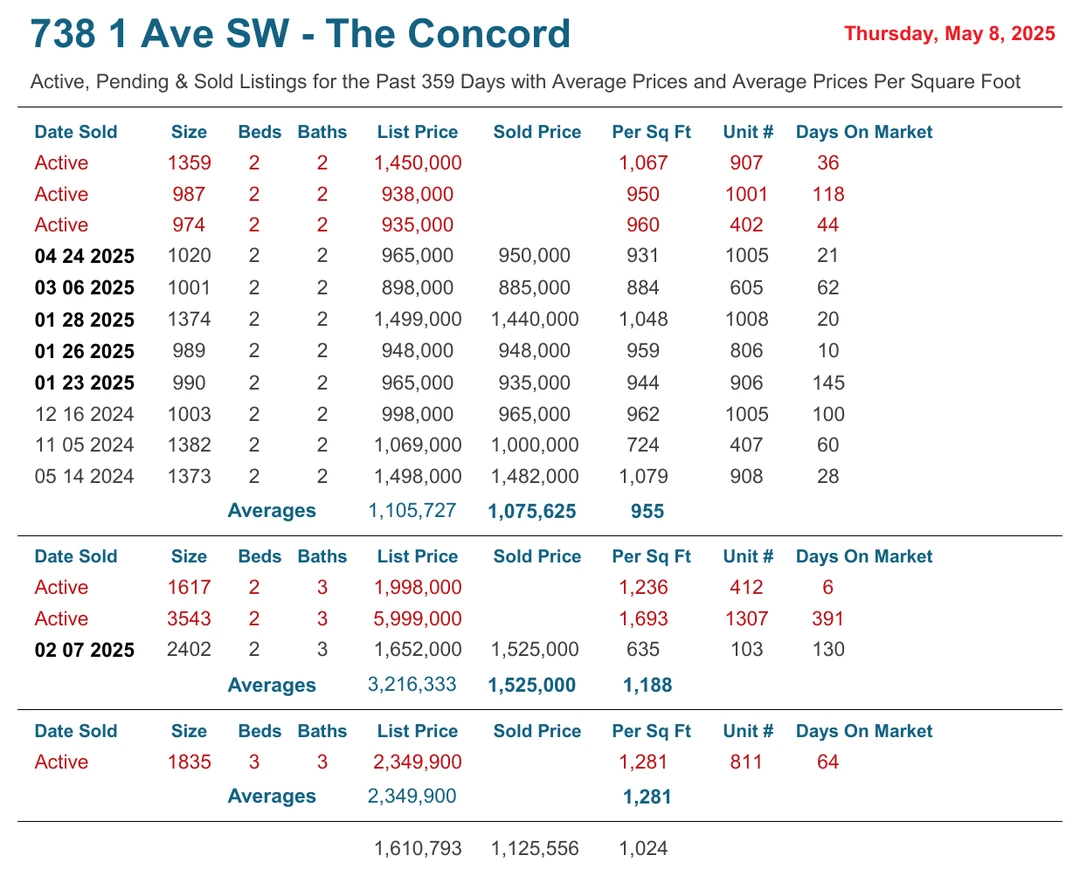 738 1 Ave SW - The Concord Thursday, May 8, 2025
Active, Pending & Sold Listings for the Past 359 Days with Average Prices and Average Prices Per Square Foot
Date Sold Size Beds Baths List Price Sold Price Per Sq Ft Unit # Days On Market
Active 1359 2 2 1,450,000 1,067 907 36
Active 987 2 2 938,000 950 1001 118
Active 974 2 2 935,000 960 402 44
04 24 2025 1020 2 2 965,000 950,000 931 1005 21
03 06 2025 1001 2 2 898,000 885,000 884 605 62
01 28 2025 1374 2 2 1,499,000 1,440,000 1,048 1008 20
01 26 2025 989 2 2 948,000 948,000 959 806 10
01 23 2025 990 2 2 965,000 935,000 944 906 145
12 16 2024 1003 2 2 998,000 965,000 962 1005 100
11 05 2024 1382 2 2 1,069,000 1,000,000 724 407 60
05 14 2024 1373 2 2 1,498,000 1,482,000 1,079 908 28
Averages 1,105,727 1,075,625 955
Date Sold Size Beds Baths List Price Sold Price Per Sq Ft Unit # Days On Market
Active 1617 2 3 1,998,000 1,236 412 6
Active 3543 2 3 5,999,000 1,693 1307 391
02 07 2025 2402 2 3 1,652,000 1,525,000 635 103 130
Averages 3,216,333 1,525,000 1,188
Date Sold Size Beds Baths List Price Sold Price Per Sq Ft Unit # Days On Market
Active 1835 3 3 2,349,900 1,281 811 64
Averages 2,349,900 1,281
1,610,793 1,125,556 1,024